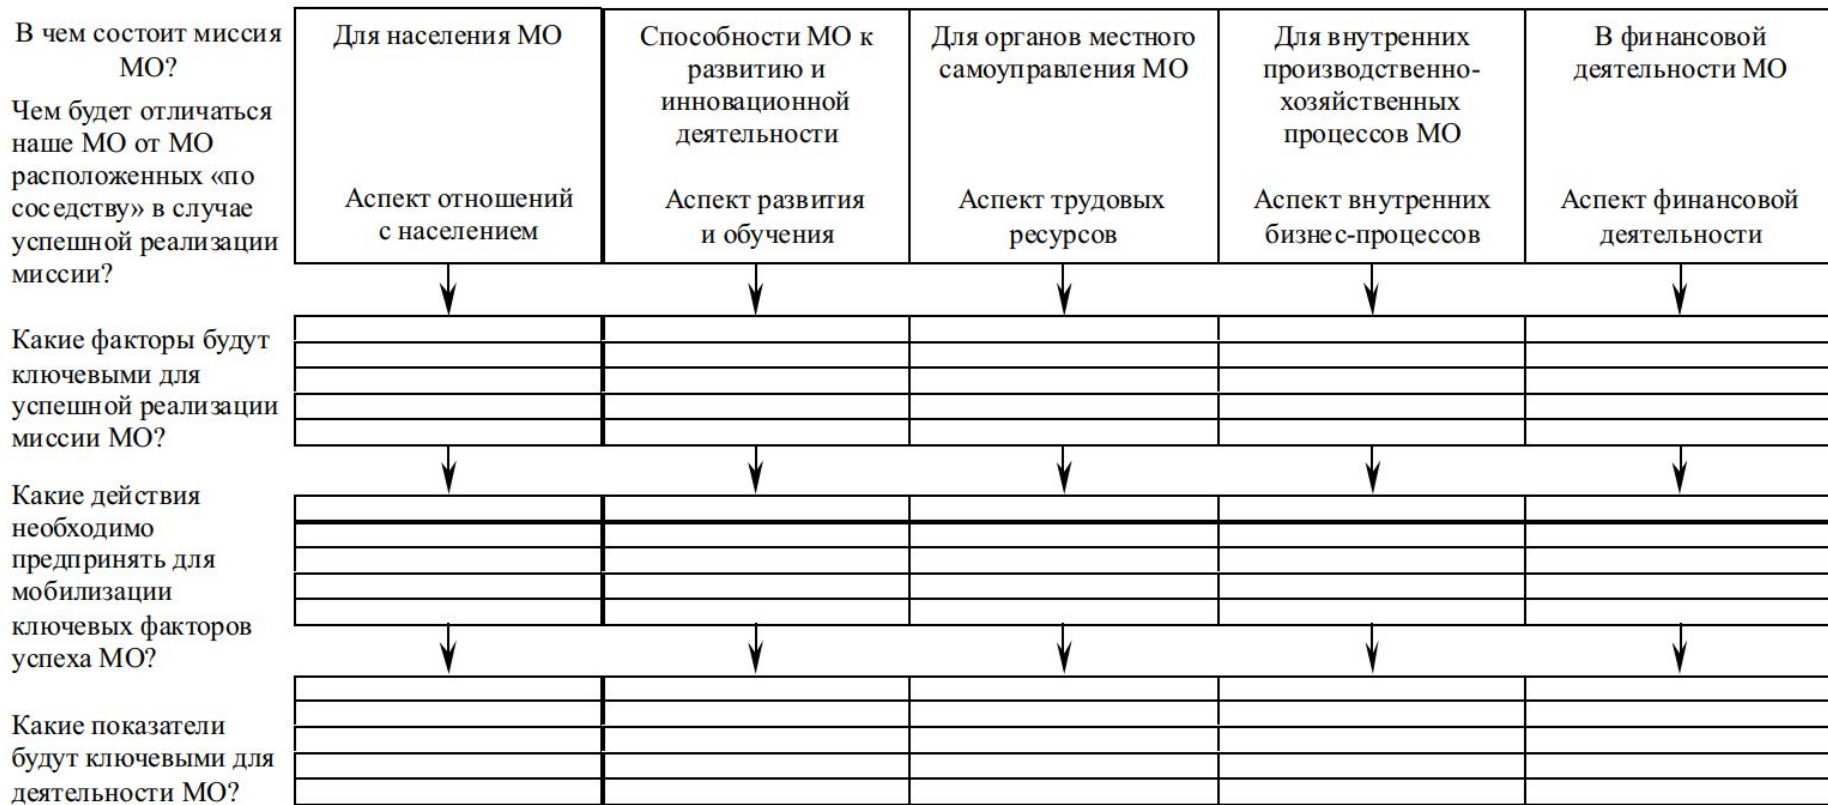 В чем состоит миссия
МО?
Чем будет отличаться
наше МО от МО
расположенных «по
соседству» в случае
успешной реализации
миссии?
Для населения МО
Аспект отношений
с населением
Способности МО к
развитию и
инновационной
деятельности
Аспект развития
и обучения
Для органов местного
самоуправления МО
Аспект трудовых
ресурсов
Для внутренних
производственно-
хозяйственных
процессов МО
Аспект внутренних
бизнес-процессов
В финансовой
деятельности МО
Аспект финансовой
деятельности
Какие факторы будут
ключевыми для
успешной реализации
миссии МО?
Какие действия
необходимо
предпринять для
мобилизации
ключевых факторов
успеха МО?
Какие показатели
будут ключевыми для
деятельности МО?